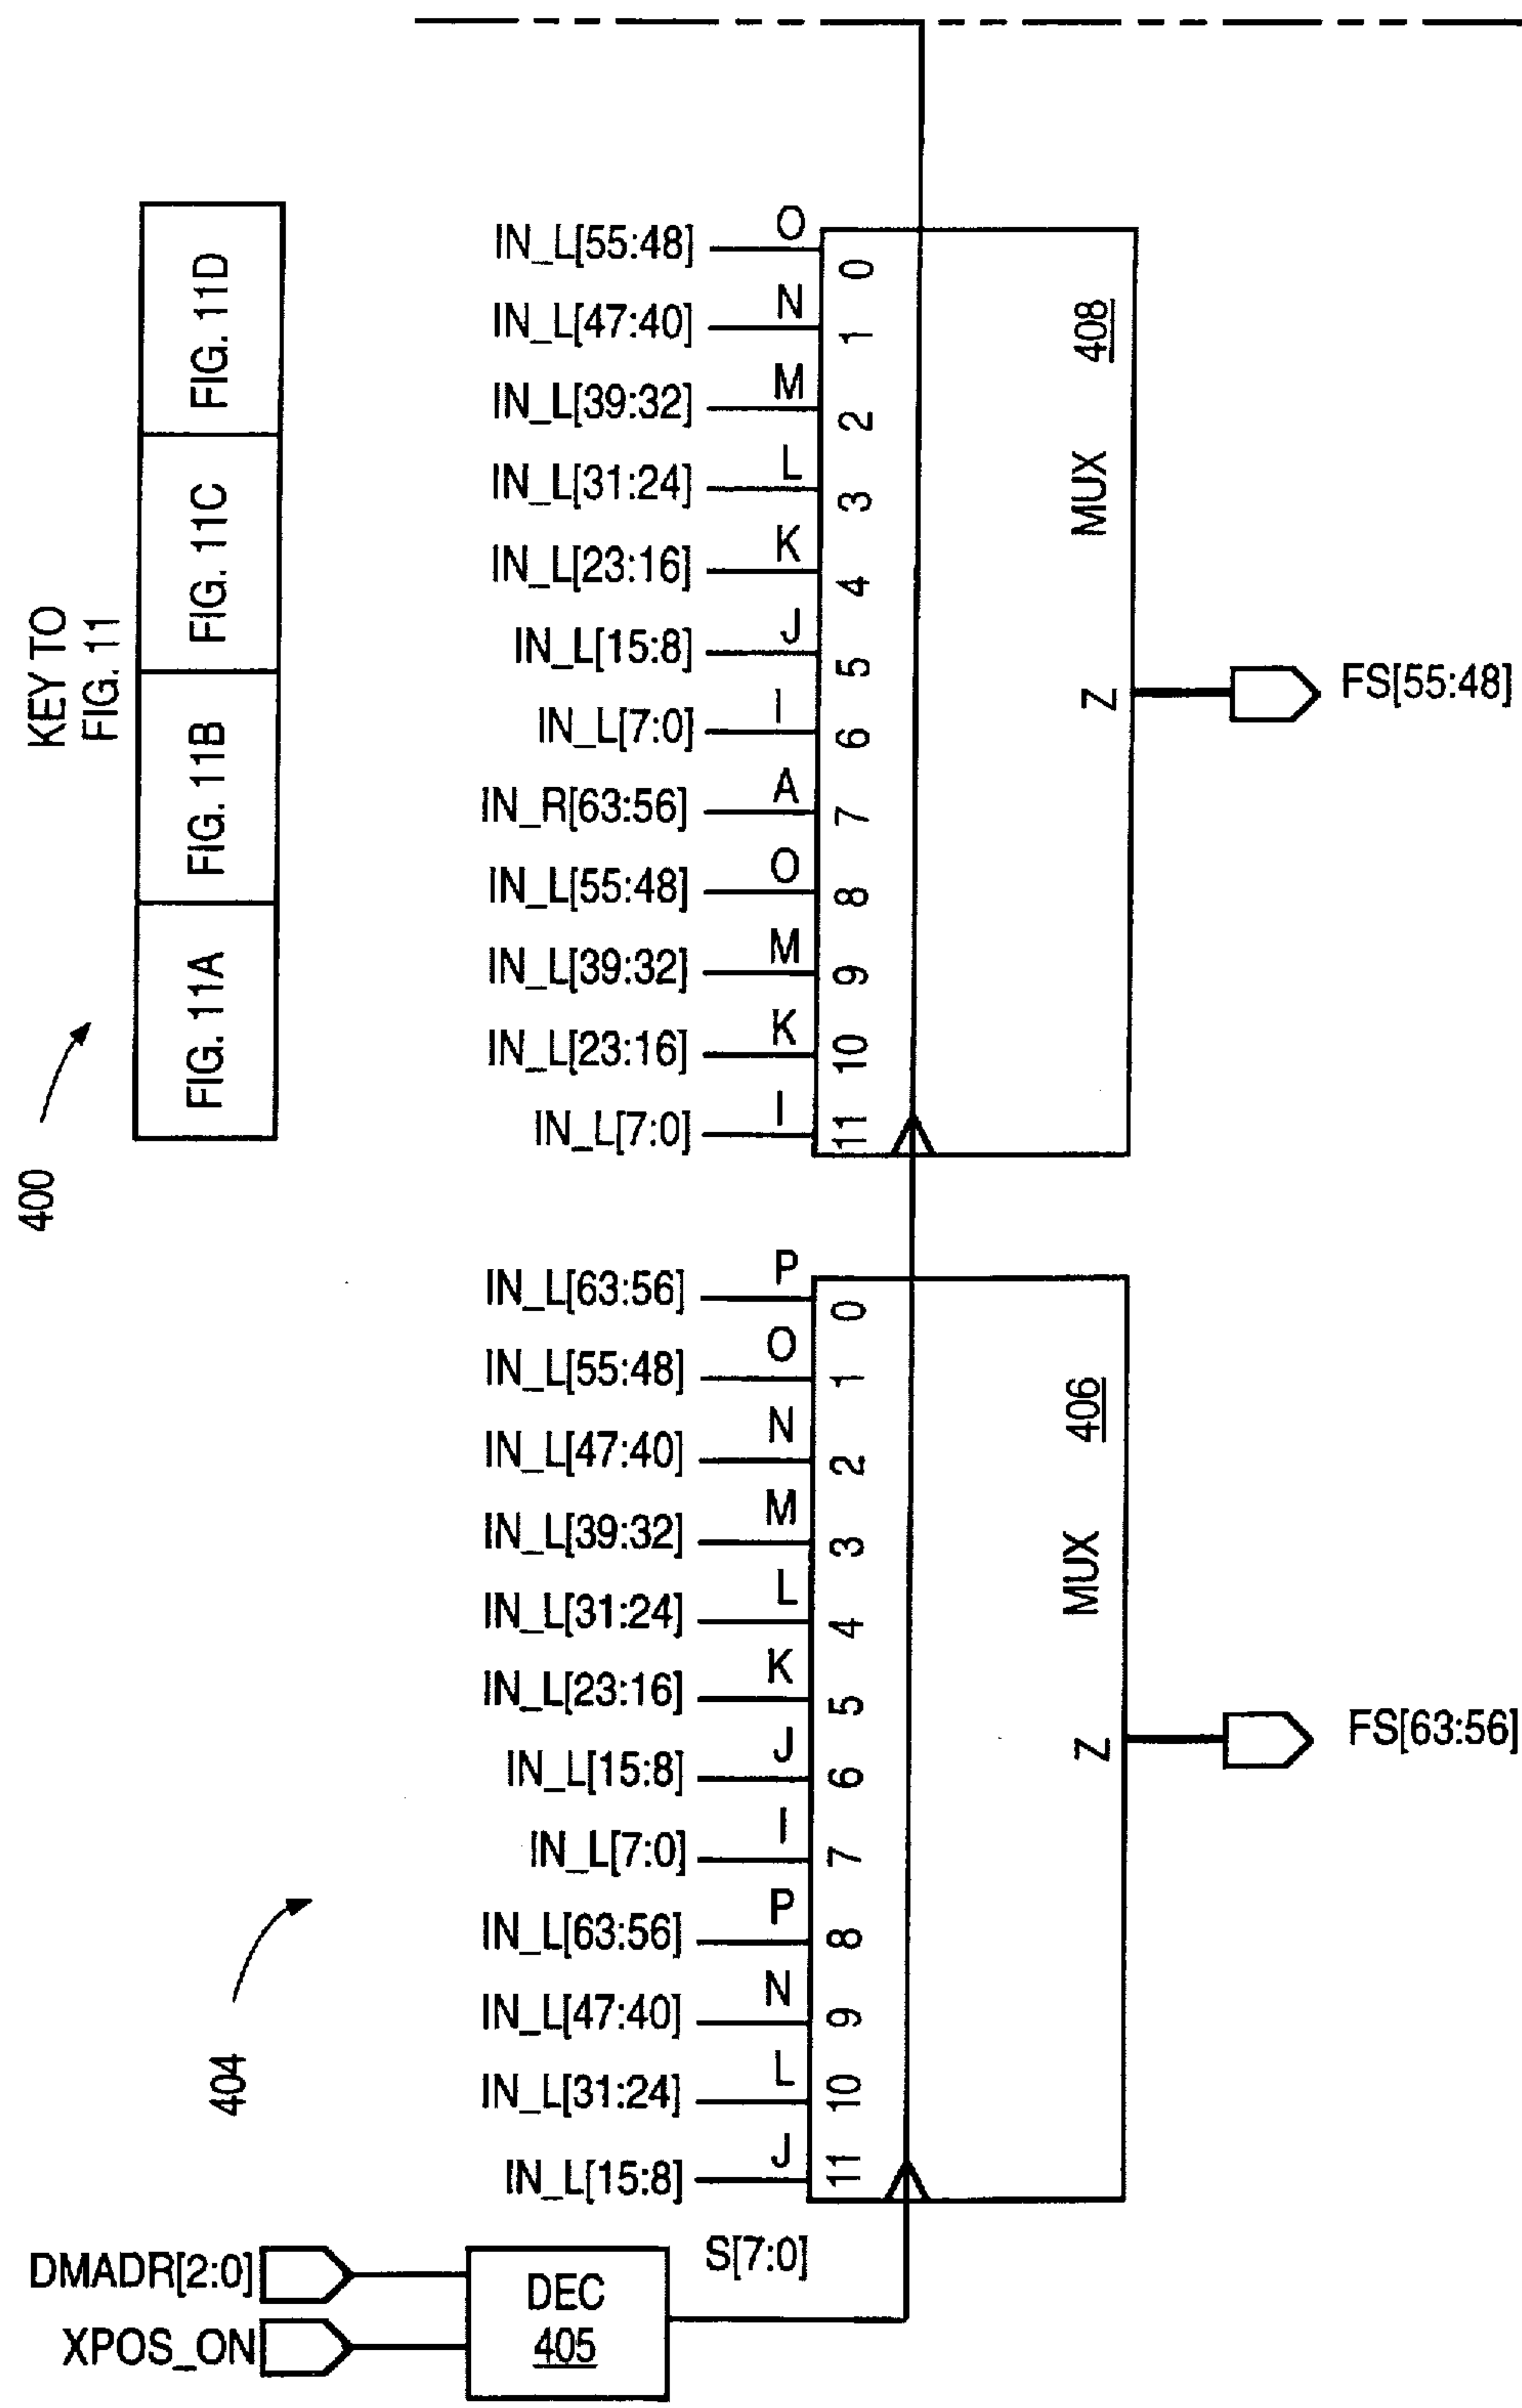 KEY TO
FIG. 11
FIG. 11A
FIG. 11B
FIG. 11C
FIG. 11D
400
IN_L[55:48] O 0
IN_L[47:40] N 1
IN_L[39:32] M 2
IN_L[31:24] L 3
IN_L[23:16] K 4
IN_L[15:8] J 5
IN_L[7:0] I 6
IN_R[63:56] A 7
IN_L[55:48] O 8
IN_L[39:32] M 9
IN_L[23:16] K 10
IN_L[7:0] I 11
MUX 408
Z
FS[55:48]
IN_L[63:56] P 0
IN_L[55:48] O 1
IN_L[47:40] N 2
IN_L[39:32] M 3
IN_L[31:24] L 4
IN_L[23:16] K 5
IN_L[15:8] J 6
IN_L[7:0] I 7
IN_L[63:56] P 8
IN_L[47:40] N 9
IN_L[31:24] L 10
IN_L[15:8] J 11
MUX 406
Z
FS[63:56]
404
DMADR[2:0]
XPOS_ON
DEC
405
S[7:0]